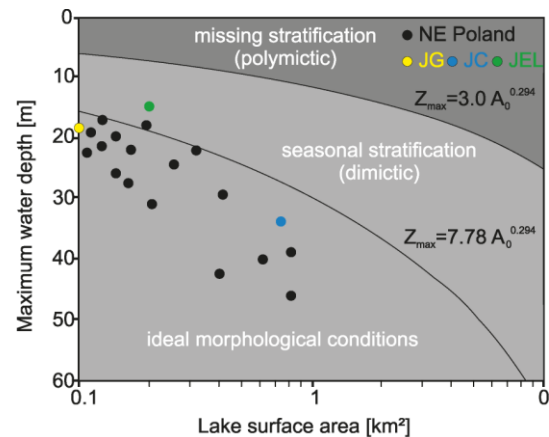 0
10
20
30
40
50
60
Maximum water depth [m]
missing stratification
(polymictic)
NE Poland
JG JC JEL
Zmax=3.0 A0^0.294
seasonal stratification
(dimictic)
Zmax=7.78 A0^0.294
ideal morphological conditions
0.1 1 0
Lake surface area [km²]